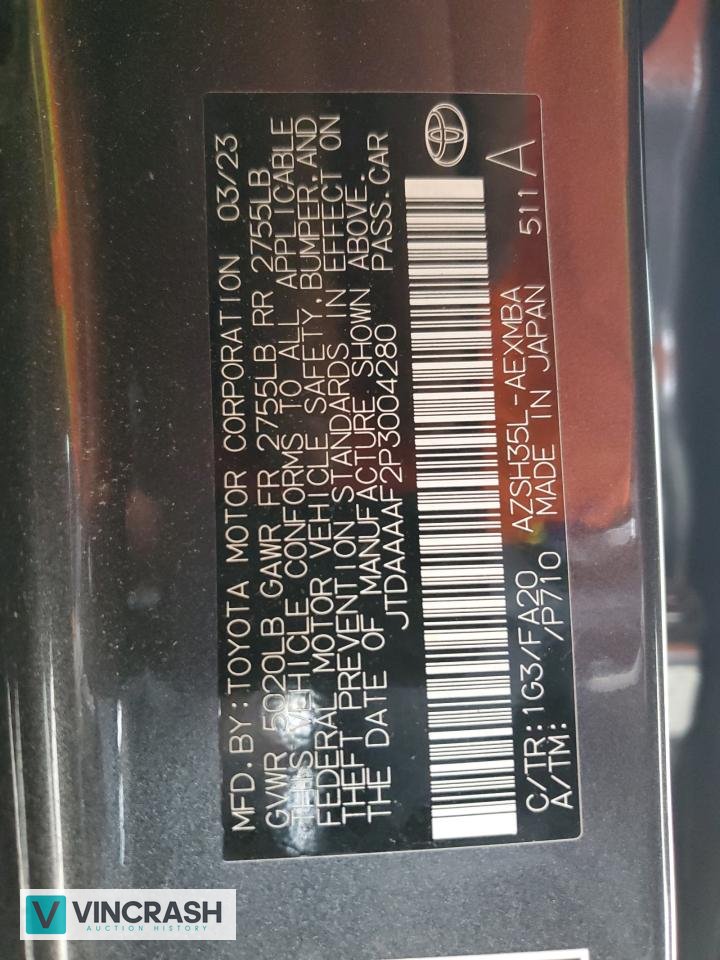 MFD. BY: TOYOTA MOTOR CORPORATION 03/23
GVWR 5020LB GAWR FR 2755LB RR 2755LB
THIS VEHICLE CONFORMS TO ALL APPLICABLE
FEDERAL MOTOR VEHICLE SAFETY, BUMPER, AND
THEFT PREVENTION STANDARDS IN EFFECT ON
THE DATE OF MANUFACTURE SHOWN ABOVE.
JTDAAAAF2P3004280 PASS. CAR
C/TR: 1G3/FA20 AZSH35L-AEXMBA 511 A
A/TM: /P710 MADE IN JAPAN
V VINCRASH
AUCTION HISTORY